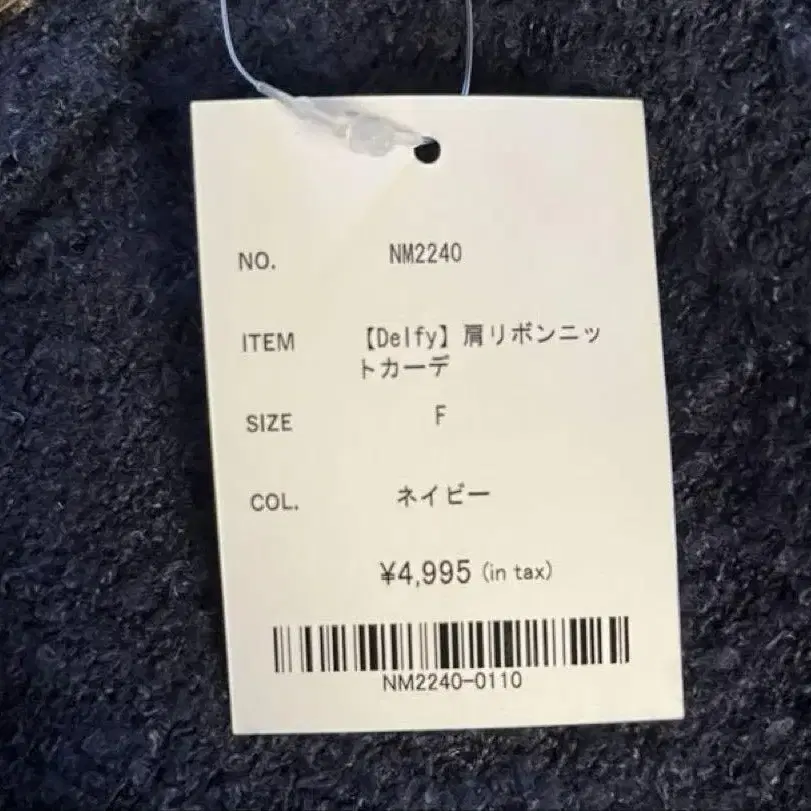 NO. NM2240
ITEM 【Delfy】肩リボンニッ
トカーデ
SIZE F
COL. ネイビー
¥4,995 (in tax)
NM2240-0110